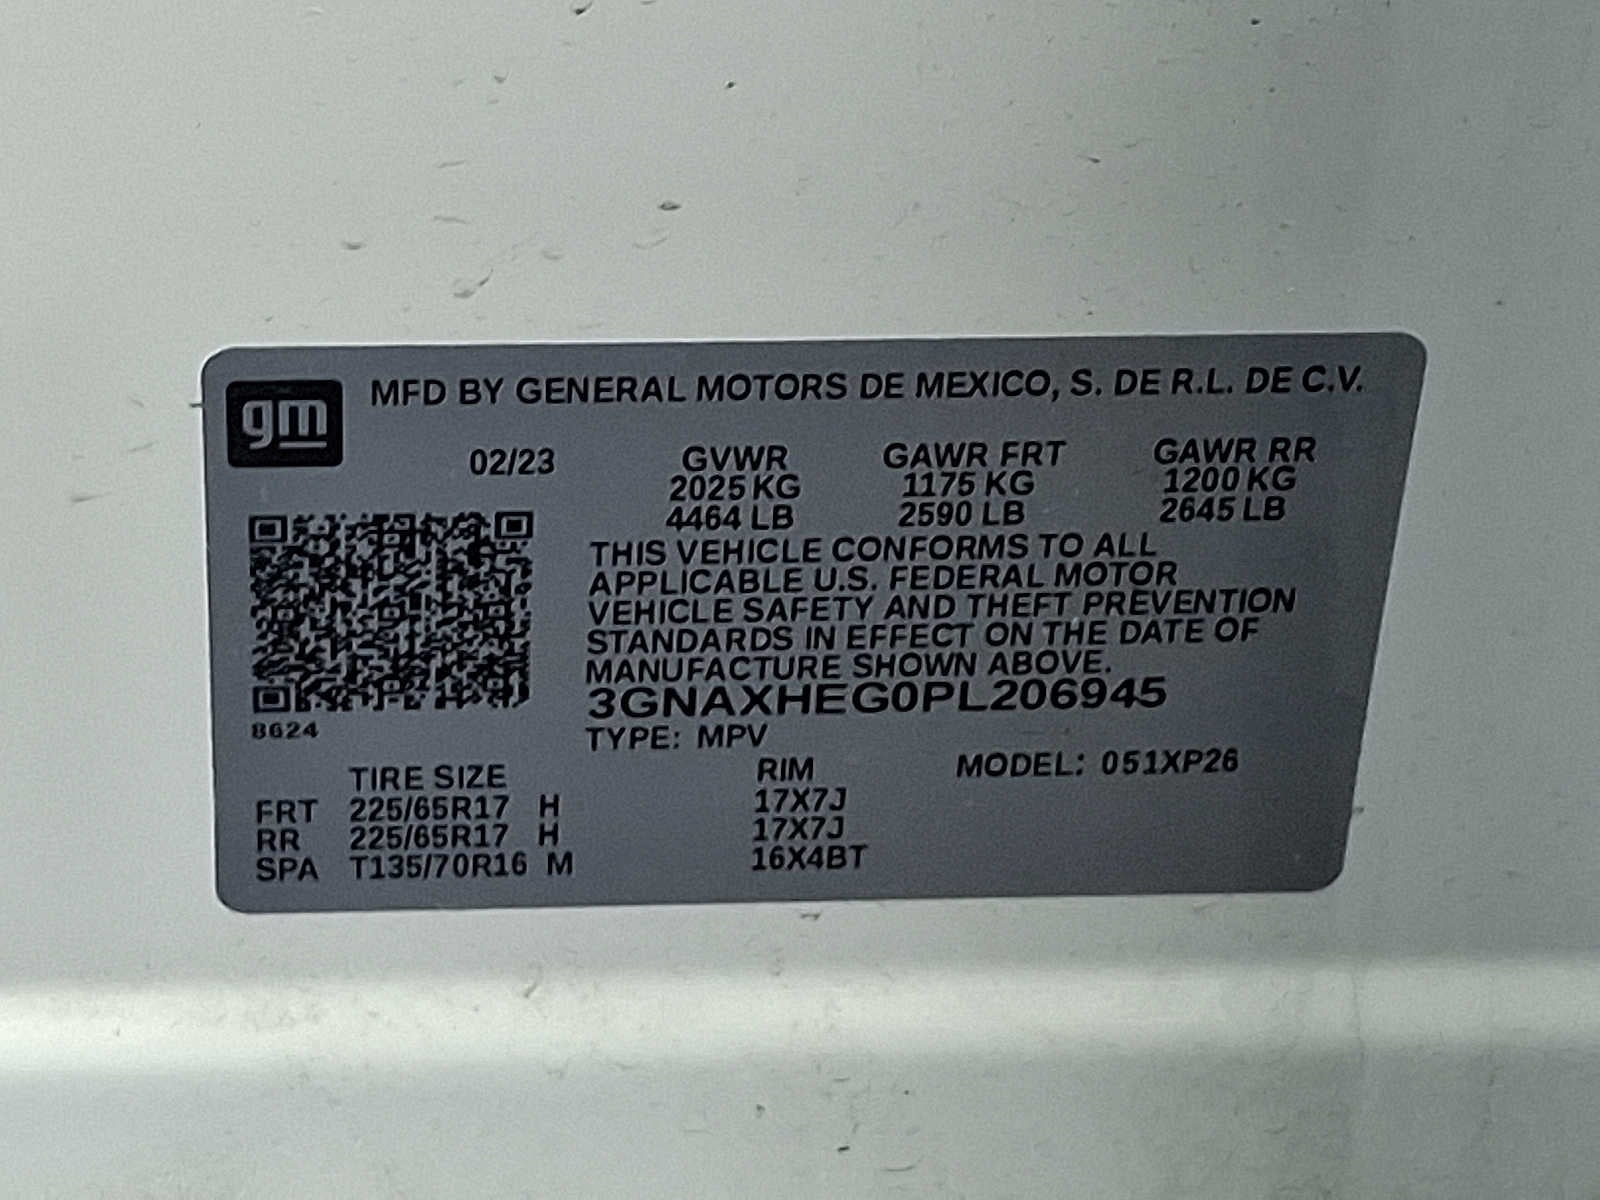 gm
MFD BY GENERAL MOTORS DE MEXICO, S. DE R.L. DE C.V.
02/23 GVWR GAWR FRT GAWR RR
2025 KG 1175 KG 1200 KG
4464 LB 2590 LB 2645 LB
THIS VEHICLE CONFORMS TO ALL
APPLICABLE U.S. FEDERAL MOTOR
VEHICLE SAFETY AND THEFT PREVENTION
STANDARDS IN EFFECT ON THE DATE OF
MANUFACTURE SHOWN ABOVE.
3GNAXHEG0PL206945
8624
TYPE: MPV
TIRE SIZE RIM MODEL: 051XP26
FRT 225/65R17 H 17X7J
RR 225/65R17 H 17X7J
SPA T135/70R16 M 16X4BT